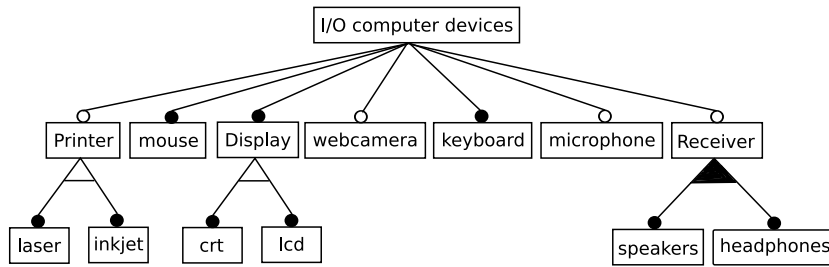 I/O computer devices
Printer
mouse
Display
webcamera
keyboard
microphone
Receiver
laser
inkjet
crt
lcd
speakers
headphones